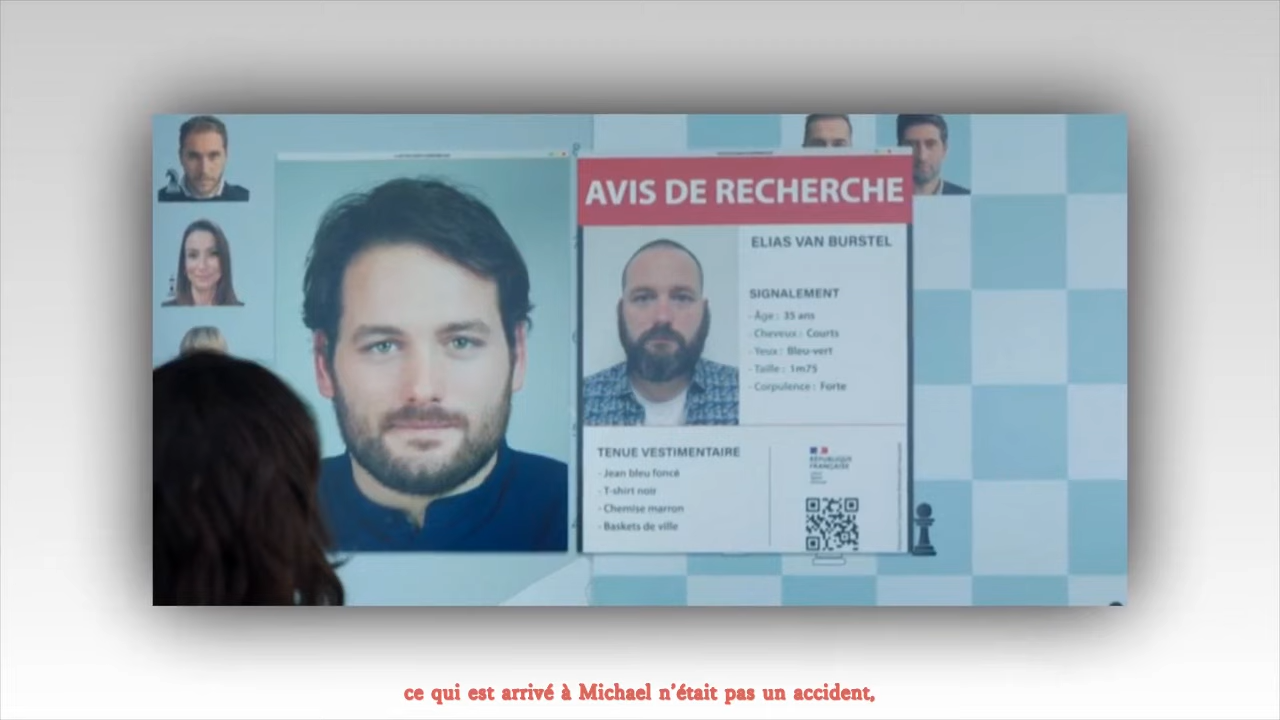 AVIS DE RECHERCHE
ELIAS VAN BURSTEL
SIGNALEMENT
- Âge : 35 ans
- Cheveux : Courts
- Yeux : Bleu-vert
- Taille : 1m75
- Corpulence : Forte
TENUE VESTIMENTAIRE
- Jean bleu foncé
- T-shirt noir
- Chemise marron
- Baskets de ville
RÉPUBLIQUE
FRANÇAISE
ce qui est arrivé à Michael n'était pas un accident,